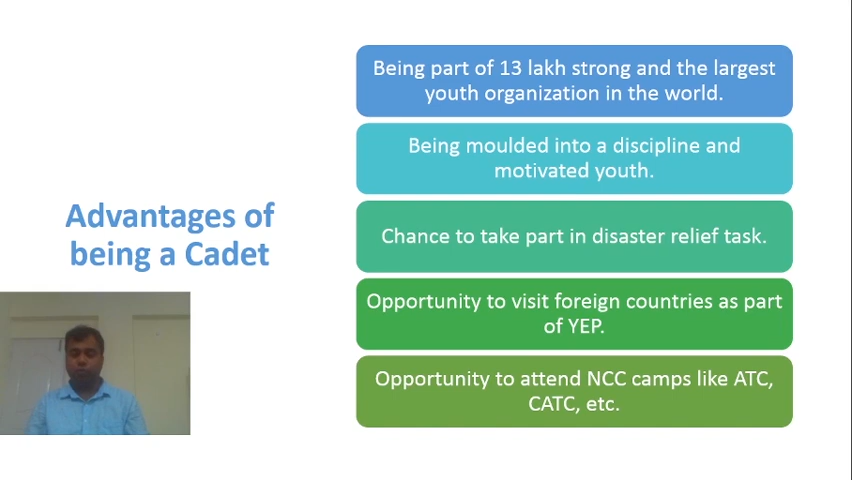 Advantages of
being a Cadet
Being part of 13 lakh strong and the largest
youth organization in the world.
Being moulded into a discipline and
motivated youth.
Chance to take part in disaster relief task.
Opportunity to visit foreign countries as part
of YEP.
Opportunity to attend NCC camps like ATC,
CATC, etc.